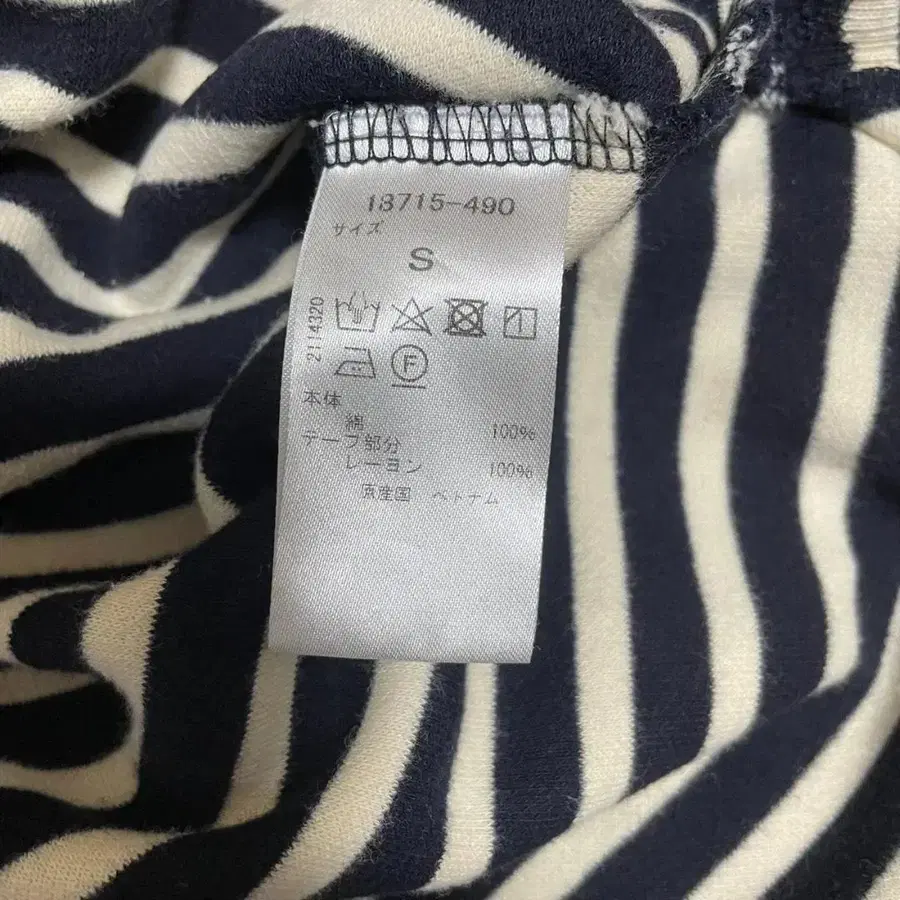 18715-490
サイズ
S
2114320
F
本体
綿 100%
テープ部分
レーヨン 100%
原産国 ベトナム